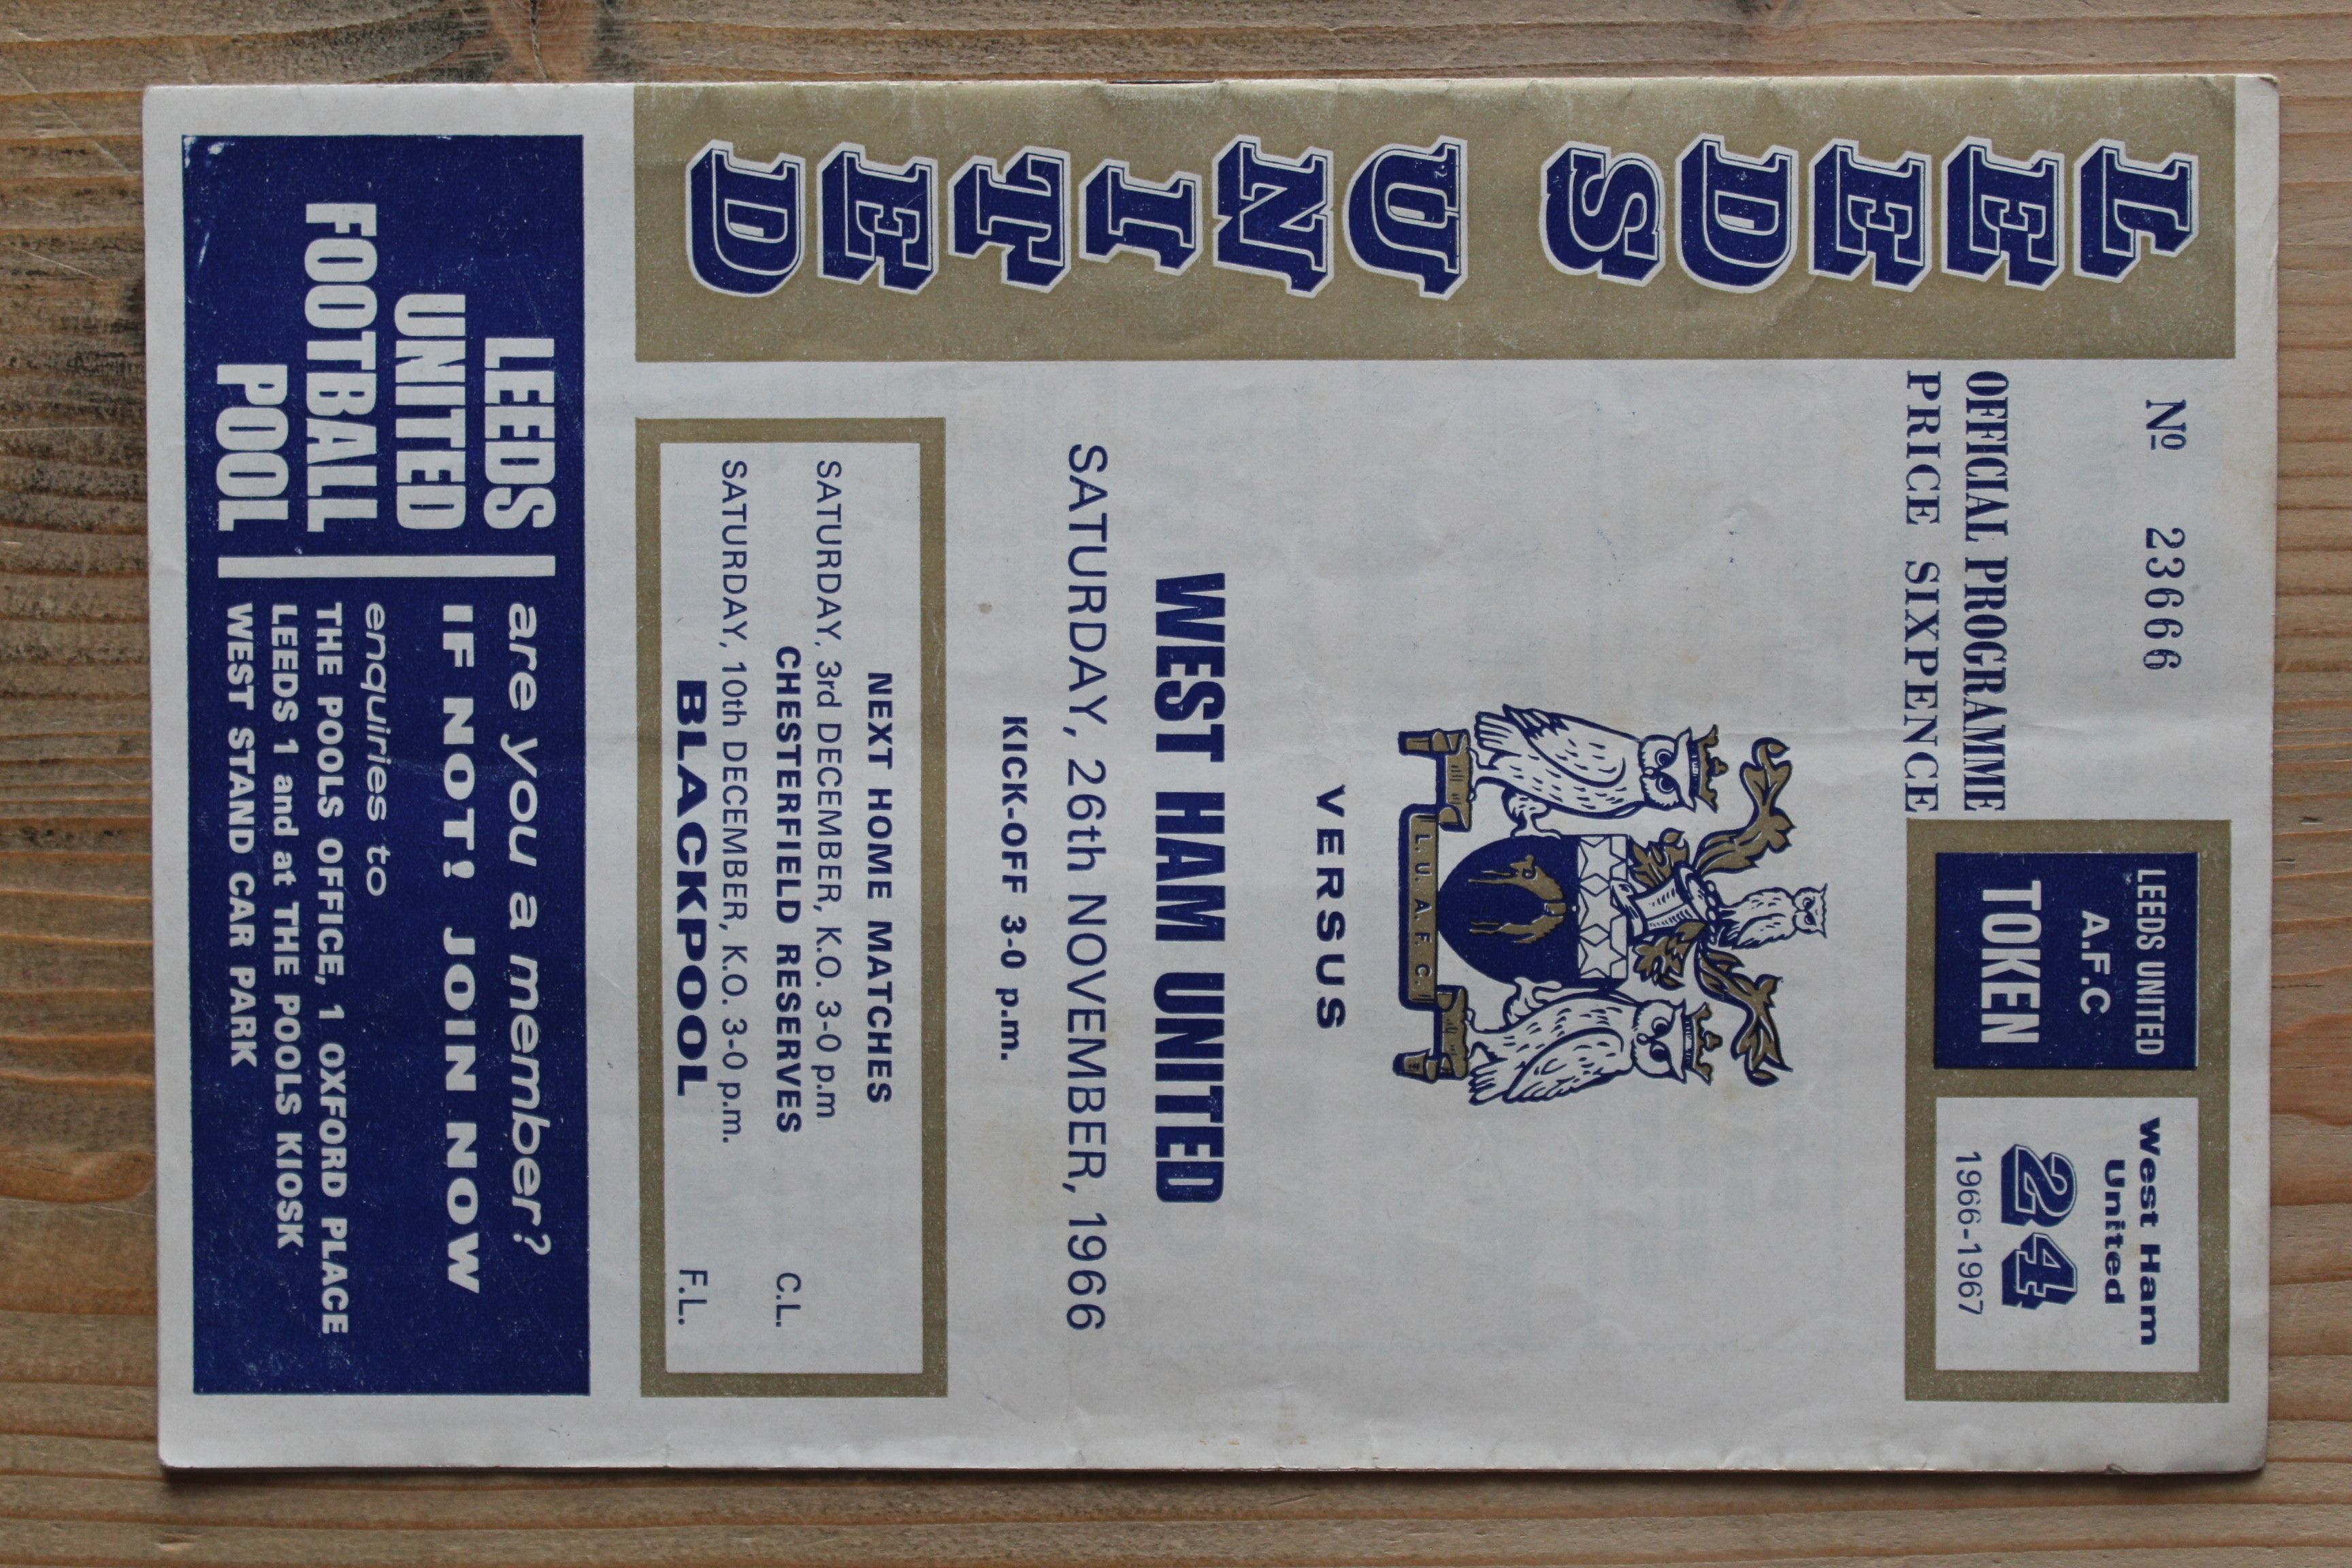 LEEDS UNITED
Nº 23666
OFFICIAL PROGRAMME
PRICE SIXPENCE
LEEDS UNITED
A.F.C
TOKEN
West Ham
United
24
1966-1967
L. U. A. F. C.
VERSUS
WEST HAM UNITED
SATURDAY, 26th NOVEMBER, 1966
KICK-OFF 3-0 p.m.
NEXT HOME MATCHES
SATURDAY, 3rd DECEMBER, K.O. 3-0 p.m
CHESTERFIELD RESERVES C.L.
SATURDAY, 10th DECEMBER, K.O. 3-0 p.m.
BLACKPOOL F.L.
LEEDS
UNITED
FOOTBALL
POOL
are you a member?
IF NOT! JOIN NOW
enquiries to
THE POOLS OFFICE, 1 OXFORD PLACE
LEEDS 1 and at THE POOLS KIOSK
WEST STAND CAR PARK